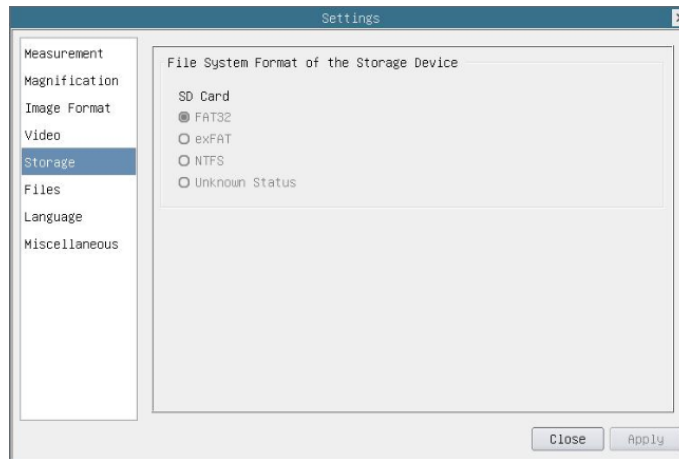 Settings
Measurement
Magnification
Image Format
Video
Storage
Files
Language
Miscellaneous
File System Format of the Storage Device
SD Card
FAT32
exFAT
NTFS
Unknown Status
Close
Apply